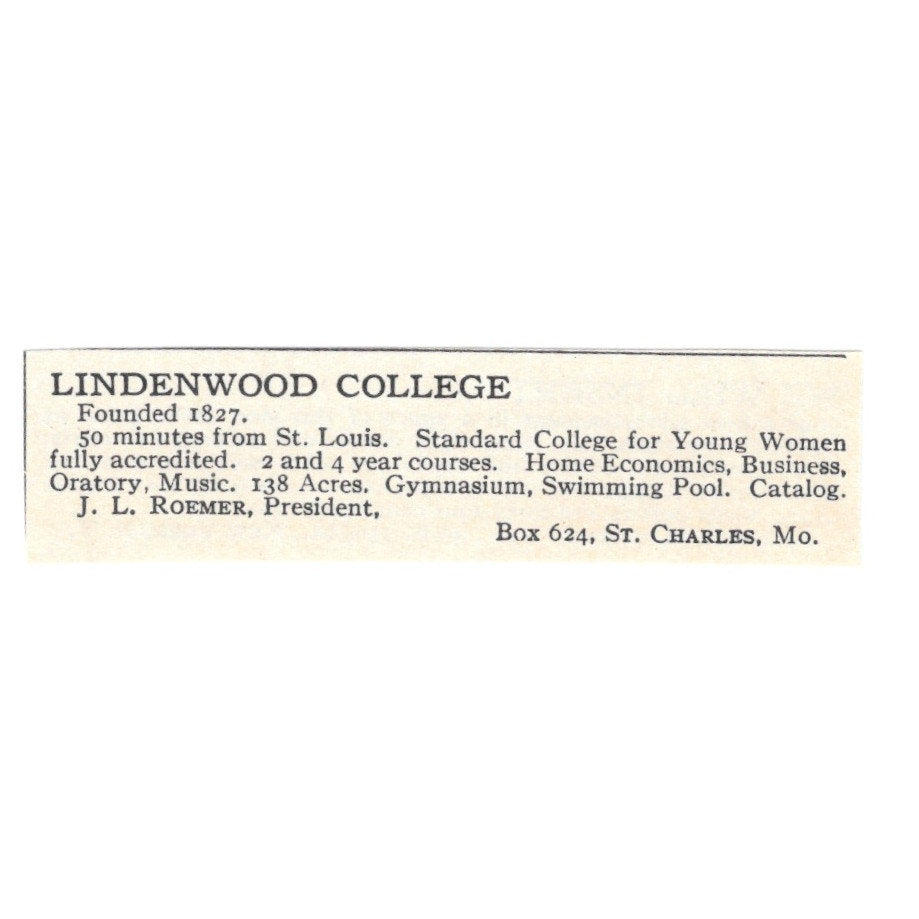 LINDENWOOD COLLEGE
Founded 1827.
50 minutes from St. Louis. Standard College for Young Women
fully accredited. 2 and 4 year courses. Home Economics, Business,
Oratory, Music. 138 Acres. Gymnasium, Swimming Pool. Catalog.
J. L. ROEMER, President,
Box 624, ST. CHARLES, MO.